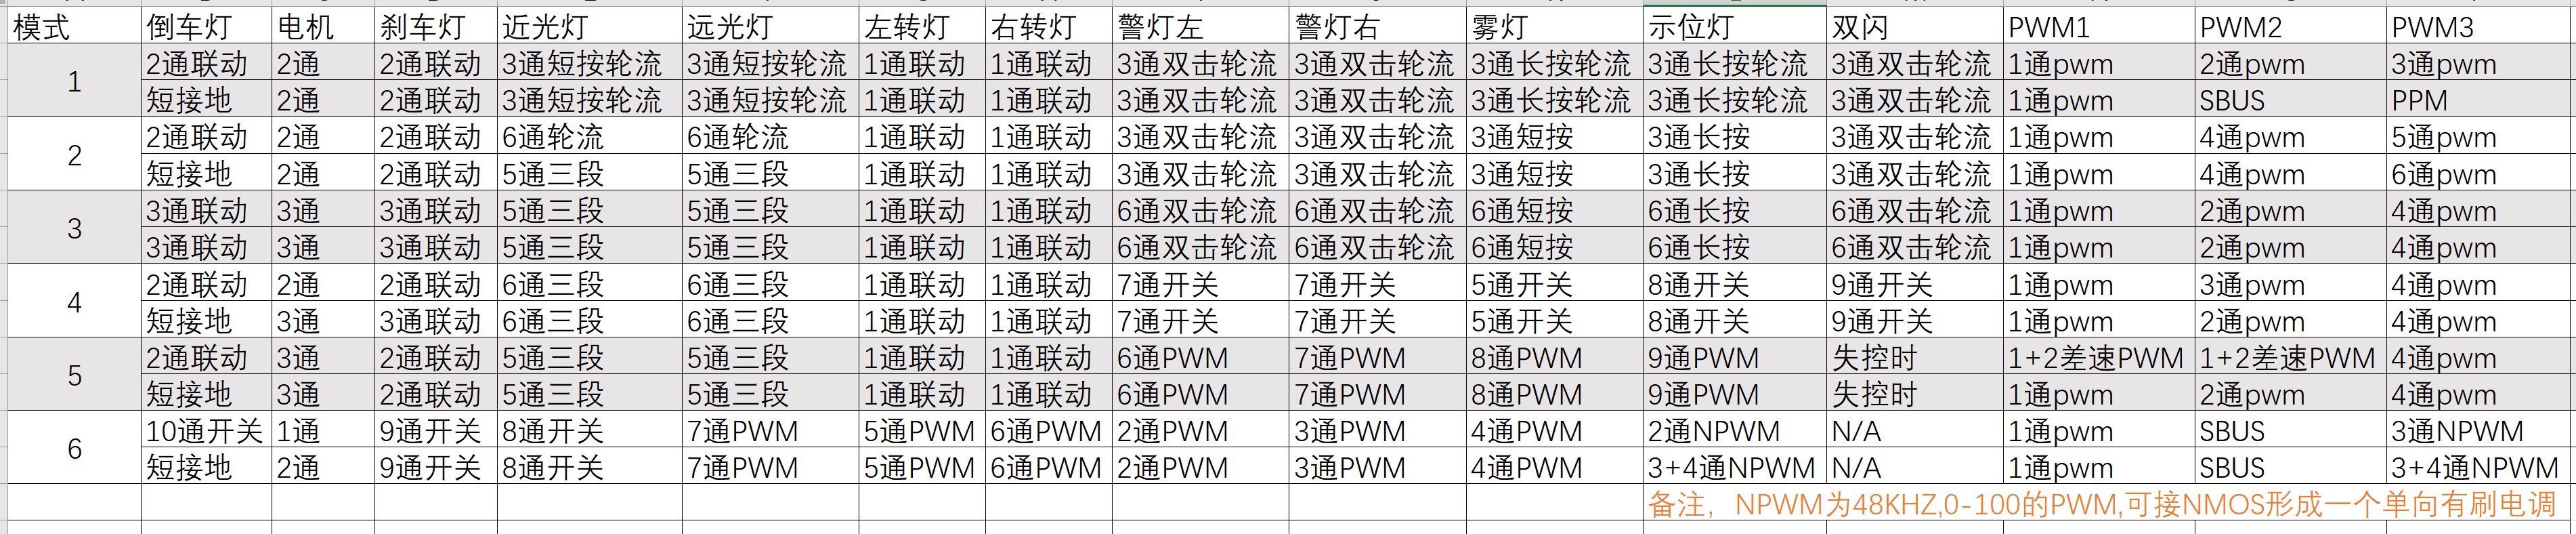 模式 倒车灯 电机 刹车灯 近光灯 远光灯 左转灯 右转灯 警灯左 警灯右 雾灯 示位灯 双闪 PWM1 PWM2 PWM3
1 2通联动 2通 2通联动 3通短按轮流 3通短按轮流 1通联动 1通联动 3通双击轮流 3通双击轮流 3通长按轮流 3通长按轮流 3通双击轮流 1通pwm 2通pwm 3通pwm
短接地 2通 2通联动 3通短按轮流 3通短按轮流 1通联动 1通联动 3通双击轮流 3通双击轮流 3通长按轮流 3通长按轮流 3通双击轮流 1通pwm SBUS PPM
2 2通联动 2通 2通联动 6通轮流 6通轮流 1通联动 1通联动 3通双击轮流 3通双击轮流 3通短按 3通长按 3通双击轮流 1通pwm 4通pwm 5通pwm
短接地 2通 2通联动 5通三段 5通三段 1通联动 1通联动 3通双击轮流 3通双击轮流 3通短按 3通长按 3通双击轮流 1通pwm 4通pwm 6通pwm
3 3通联动 3通 3通联动 5通三段 5通三段 1通联动 1通联动 6通双击轮流 6通双击轮流 6通短按 6通长按 6通双击轮流 1通pwm 2通pwm 4通pwm
3通联动 3通 3通联动 5通三段 5通三段 1通联动 1通联动 6通双击轮流 6通双击轮流 6通短按 6通长按 6通双击轮流 1通pwm 2通pwm 4通pwm
4 2通联动 2通 2通联动 6通三段 6通三段 1通联动 1通联动 7通开关 7通开关 5通开关 8通开关 9通开关 1通pwm 3通pwm 4通pwm
短接地 3通 3通联动 6通三段 6通三段 1通联动 1通联动 7通开关 7通开关 5通开关 8通开关 9通开关 1通pwm 2通pwm 4通pwm
5 2通联动 3通 2通联动 5通三段 5通三段 1通联动 1通联动 6通PWM 7通PWM 8通PWM 9通PWM 失控时 1+2差速PWM 1+2差速PWM 4通pwm
短接地 3通 2通联动 5通三段 5通三段 1通联动 1通联动 6通PWM 7通PWM 8通PWM 9通PWM 失控时 1通pwm 2通pwm 4通pwm
6 10通开关 1通 9通开关 8通开关 7通PWM 5通PWM 6通PWM 2通PWM 3通PWM 4通PWM 2通NPWM N/A 1通pwm SBUS 3通NPWM
短接地 2通 9通开关 8通开关 7通PWM 5通PWM 6通PWM 2通PWM 3通PWM 4通PWM 3+4通NPWM N/A 1通pwm SBUS 3+4通NPWM
备注，NPWM为48KHZ,0-100的PWM,可接NMOS形成一个单向有刷电调